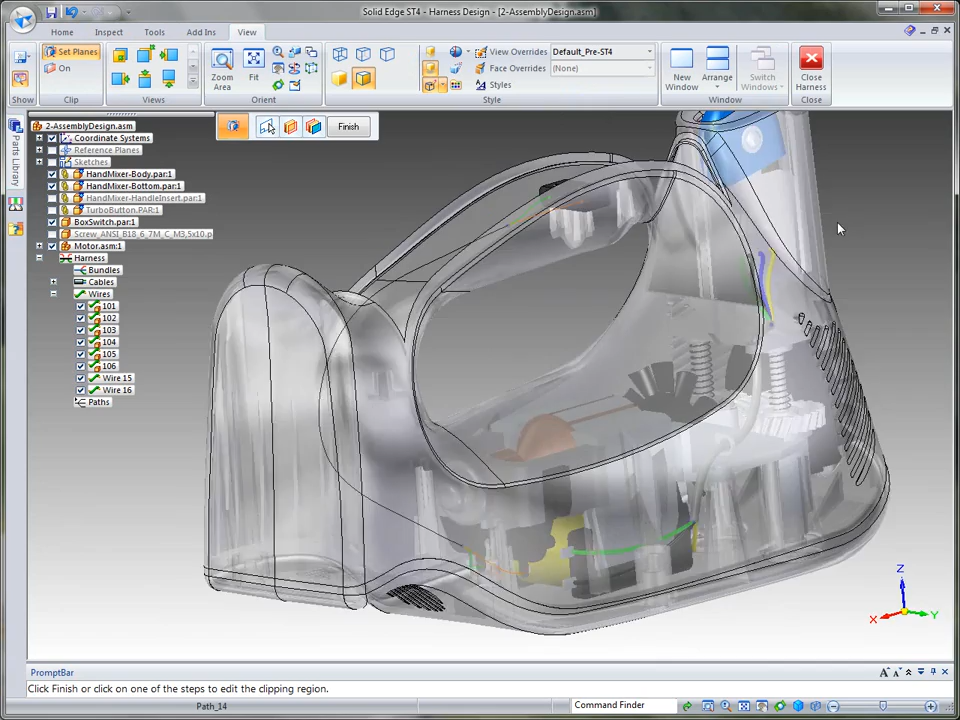 Solid Edge ST4 - Harness Design - [2-AssemblyDesign.asm]
Home
Inspect
Tools
Add Ins
View
Set Planes
On
Show
Clip
Views
Zoom
Area
Fit
Orient
View Overrides
Default_Pre-ST4
Face Overrides
(None)
Styles
Style
New
Window
Arrange
Switch
Windows
Window
Close
Harness
Close
Finish
Parts Library
2-AssemblyDesign.asm
Coordinate Systems
Reference Planes
Sketches
HandMixer-Body.par:1
HandMixer-Bottom.par:1
HandMixer-HandleInsert.par:1
TurboButton.PAR:1
BoxSwitch.par:1
Screw_ANSI_B18_6_7M_C_M3,5x10.p
Motor.asm:1
Harness
Bundles
Cables
Wires
101
102
103
104
105
106
Wire 15
Wire 16
Paths
Z
X
Y
PromptBar
Click Finish or click on one of the steps to edit the clipping region.
Path_14
Command Finder